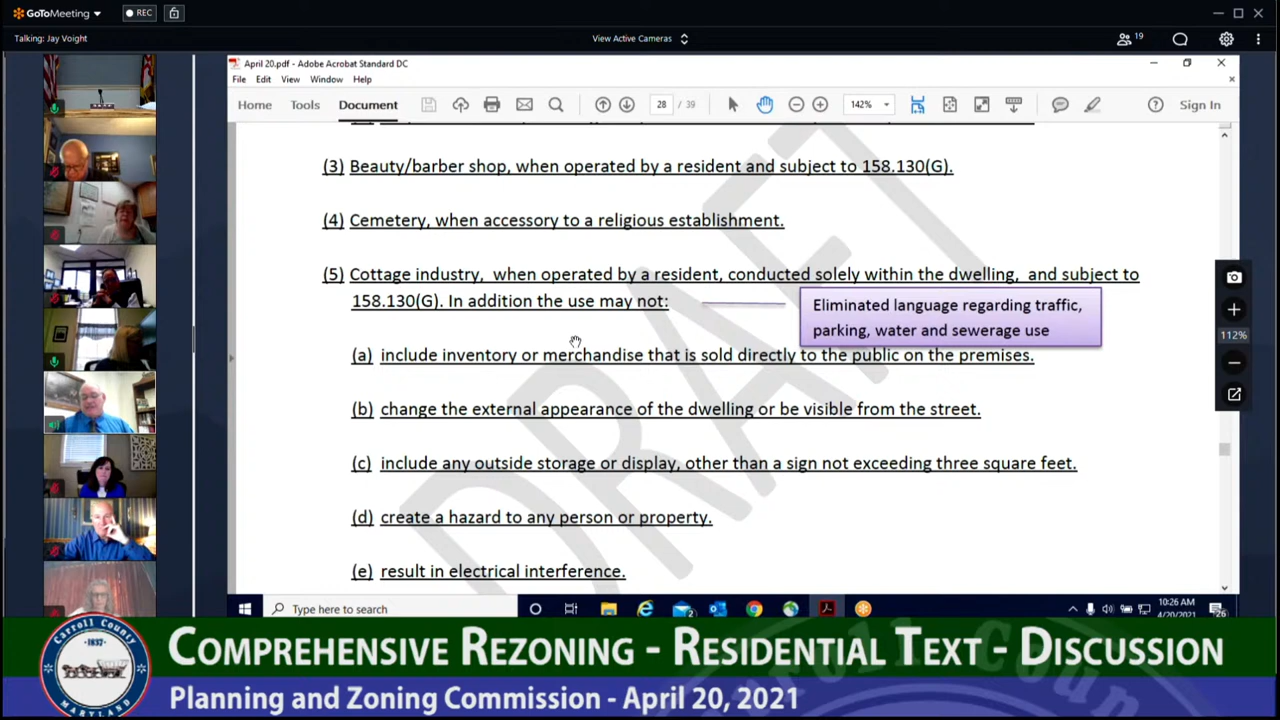 GoToMeeting
REC
Talking: Jay Voight
View Active Cameras
19
April 20.pdf - Adobe Acrobat Standard DC
File Edit View Window Help
Home Tools Document 28 / 39 142% Sign In
(3) Beauty/barber shop, when operated by a resident and subject to 158.130(G).
(4) Cemetery, when accessory to a religious establishment.
(5) Cottage industry, when operated by a resident, conducted solely within the dwelling, and subject to
158.130(G). In addition the use may not:
Eliminated language regarding traffic,
parking, water and sewerage use
(a) include inventory or merchandise that is sold directly to the public on the premises.
(b) change the external appearance of the dwelling or be visible from the street.
(c) include any outside storage or display, other than a sign not exceeding three square feet.
(d) create a hazard to any person or property.
(e) result in electrical interference.
DRAFT
112%
Type here to search
10:26 AM
4/20/2021
26
Carroll County
1837
Maryland
Comprehensive Rezoning - Residential Text - Discussion
Planning and Zoning Commission - April 20, 2021